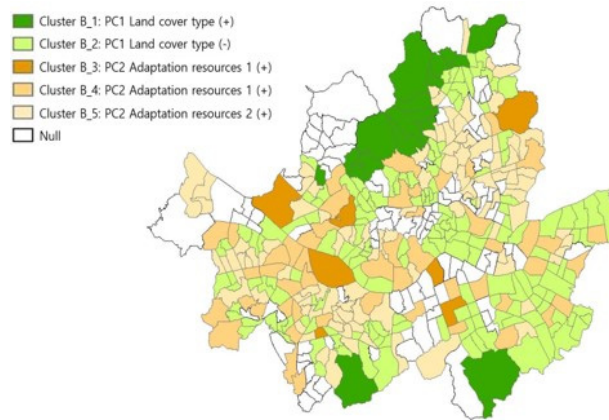 Cluster B_1: PC1 Land cover type (+)
Cluster B_2: PC1 Land cover type (-)
Cluster B_3: PC2 Adaptation resources 1 (+)
Cluster B_4: PC2 Adaptation resources 1 (+)
Cluster B_5: PC2 Adaptation resources 2 (+)
Null